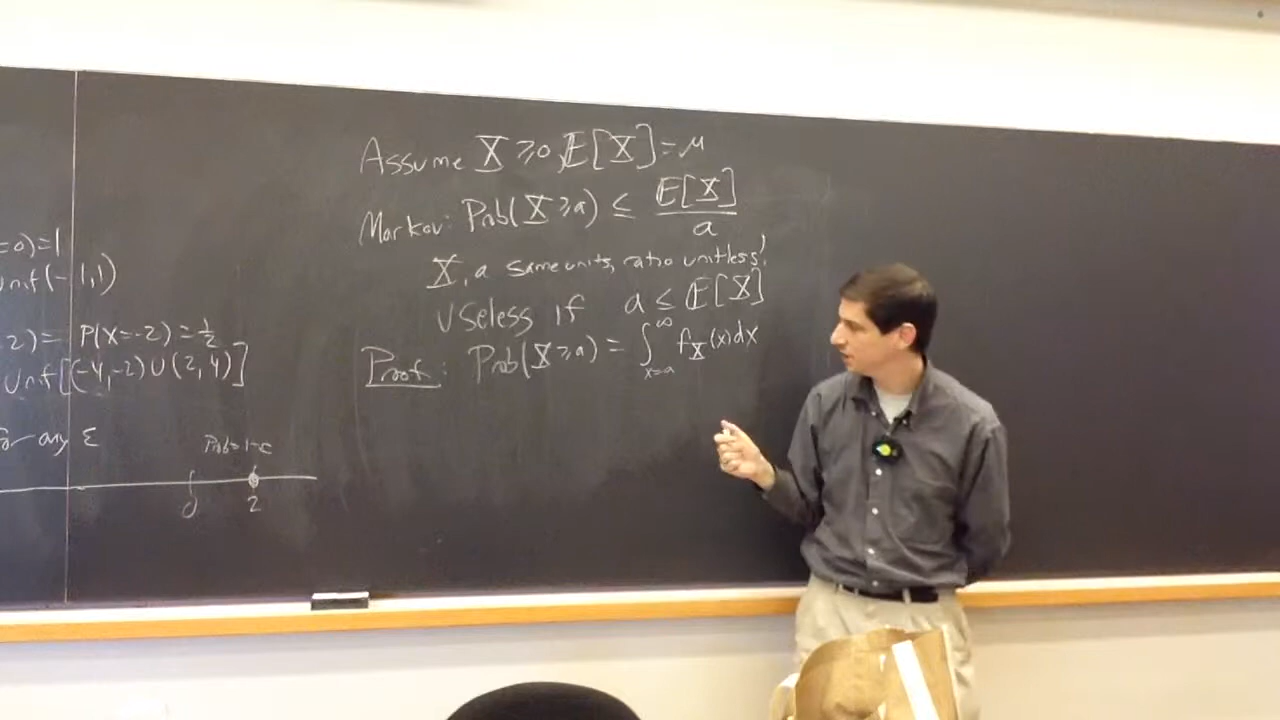 =0)=1
Unif(-1,1)
2)= P(X=-2)=½
Unif[(-4,-2)∪(2,4)]
for any ε
Prob=1-ε
0 2
Assume X≥0, E[X]=μ
Markov: Prob(X≥a) ≤ E[X]/a
X, a same units, ratio unitless!
Useless if a ≤ E[X]
Proof: Prob(X≥a) = ∫_{x=a}^{∞} f_X(x)dx